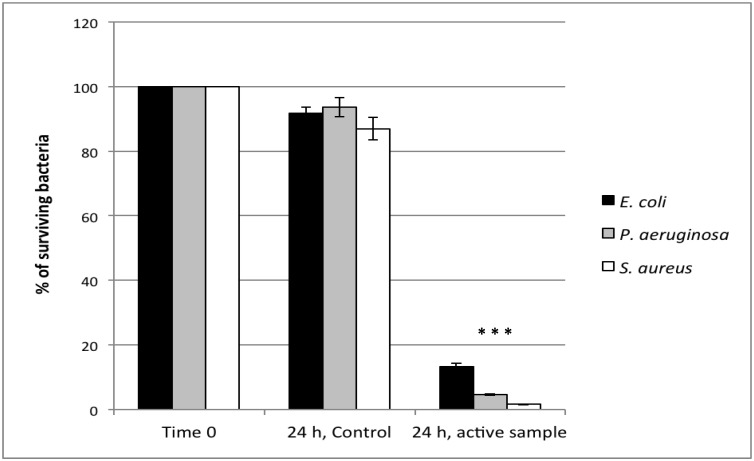 120
100
80
60
40
20
0
% of surviving bacteria
* * *
Time 0
24 h, Control
24 h, active sample
E. coli
P. aeruginosa
S. aureus